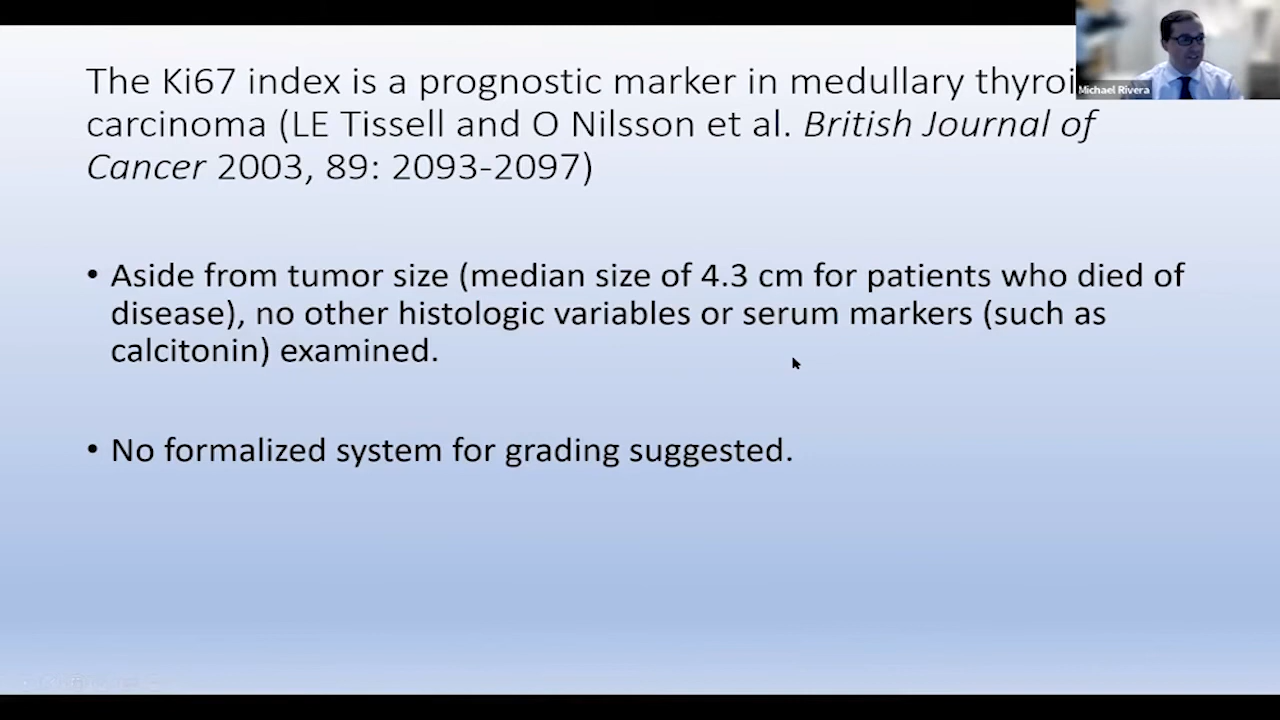 The Ki67 index is a prognostic marker in medullary thyroi
carcinoma (LE Tissell and O Nilsson et al. British Journal of
Cancer 2003, 89: 2093-2097)
Michael Rivera
• Aside from tumor size (median size of 4.3 cm for patients who died of
disease), no other histologic variables or serum markers (such as
calcitonin) examined.
• No formalized system for grading suggested.